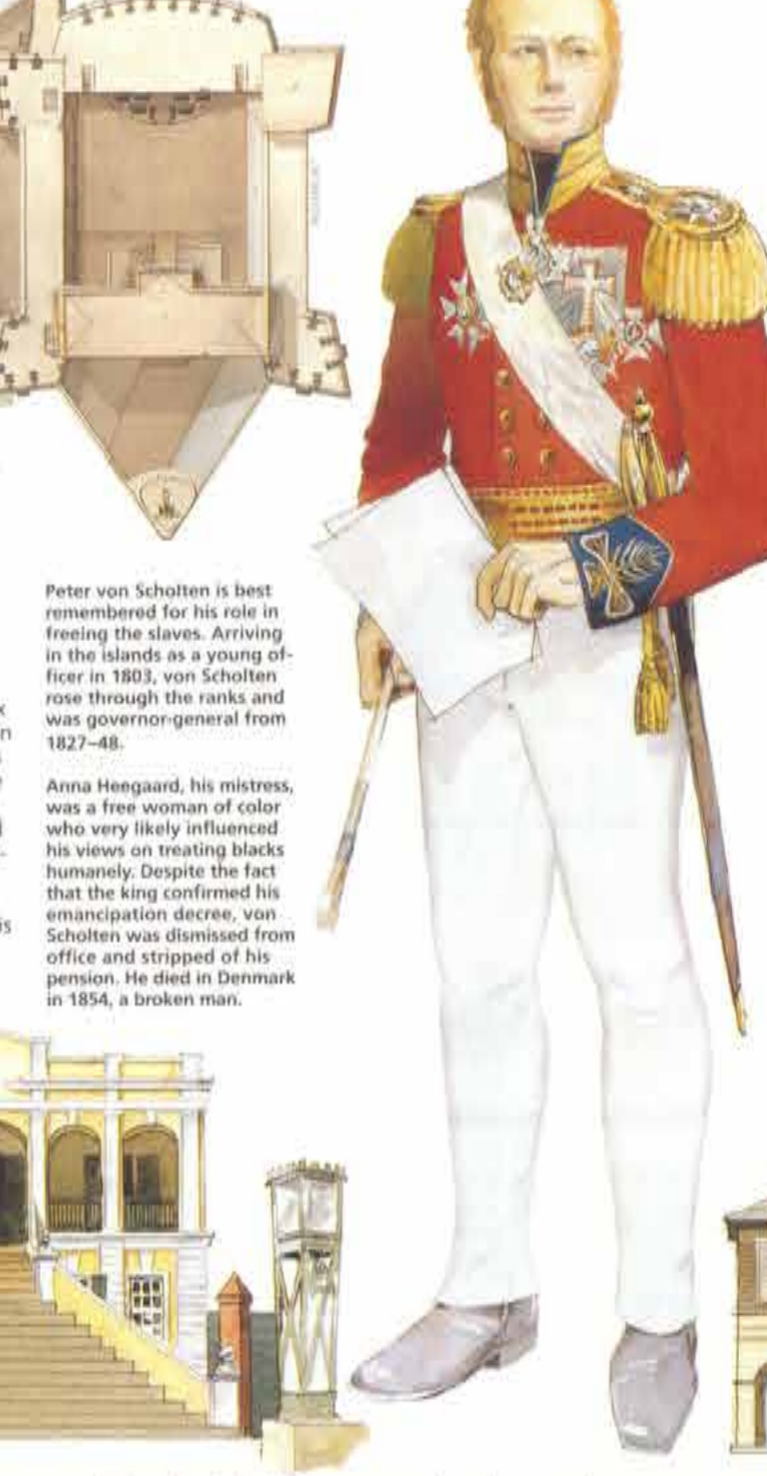 Peter von Scholten is best
remembered for his role in
freeing the slaves. Arriving
in the islands as a young of-
ficer in 1803, von Scholten
rose through the ranks and
was governor-general from
1827–48.
Anna Heegaard, his mistress,
was a free woman of color
who very likely influenced
his views on treating blacks
humanely. Despite the fact
that the king confirmed his
emancipation decree, von
Scholten was dismissed from
office and stripped of his
pension. He died in Denmark
in 1854, a broken man.